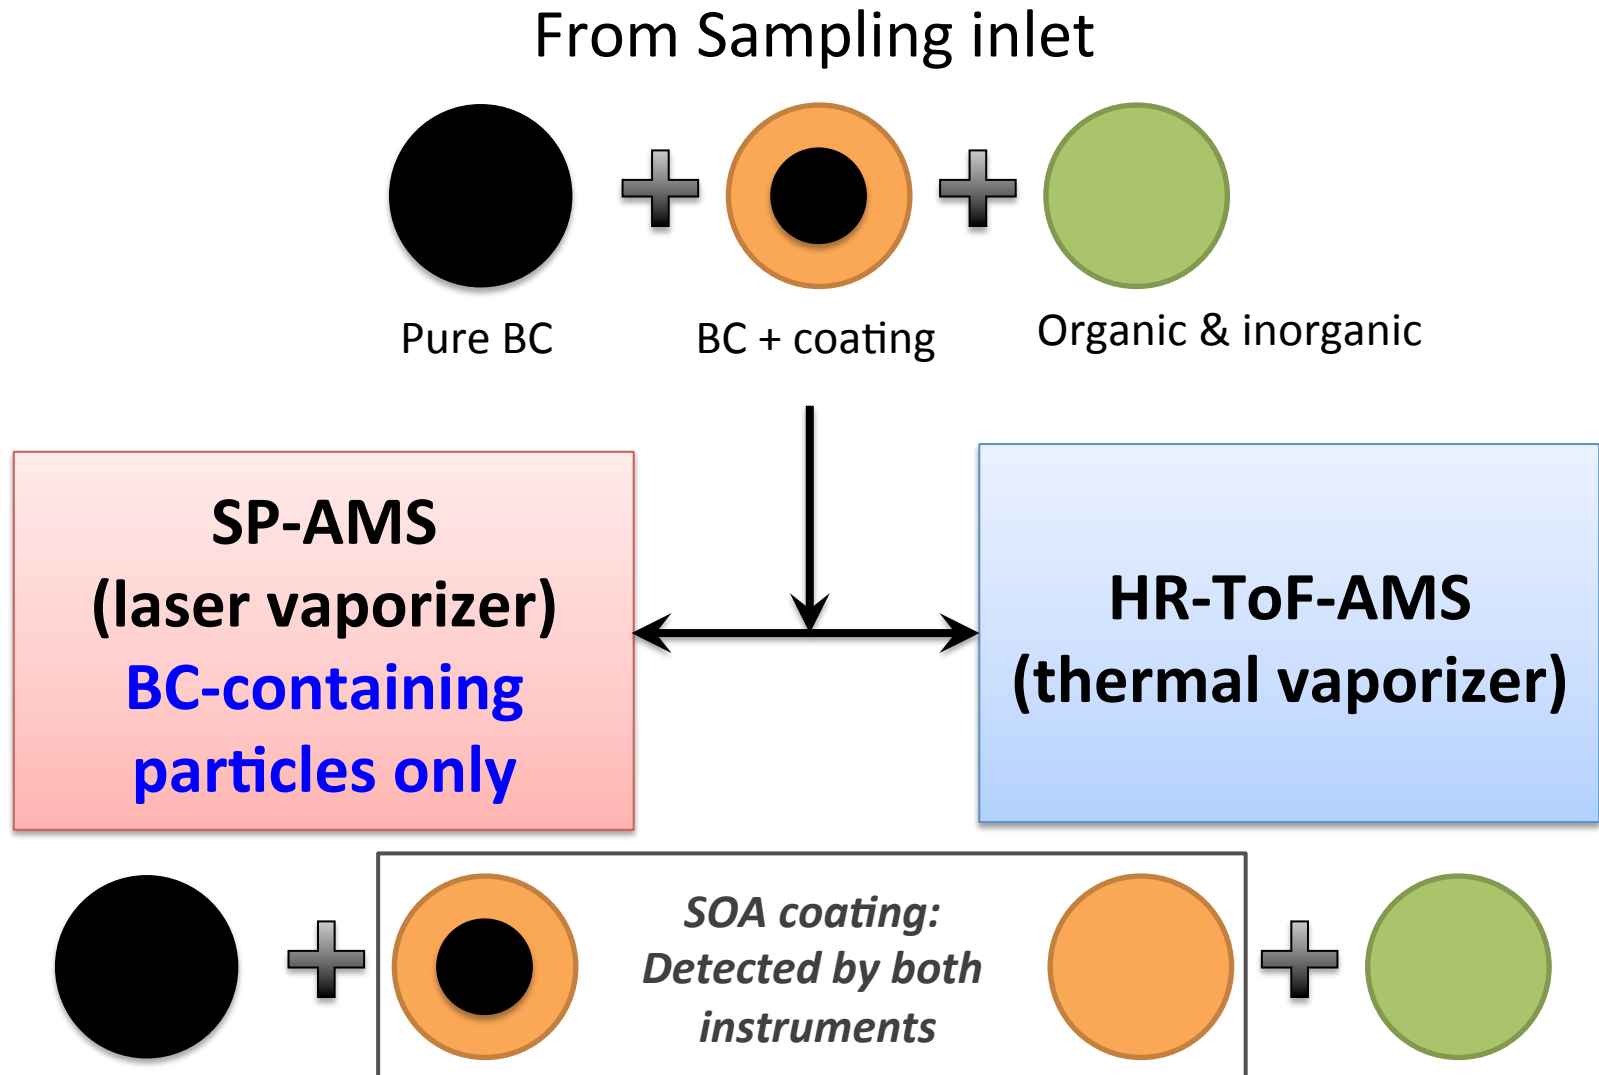 From Sampling inlet
Pure BC
BC + coating
Organic & inorganic
SP-AMS
(laser vaporizer)
BC-containing
particles only
HR-ToF-AMS
(thermal vaporizer)
SOA coating:
Detected by both
instruments